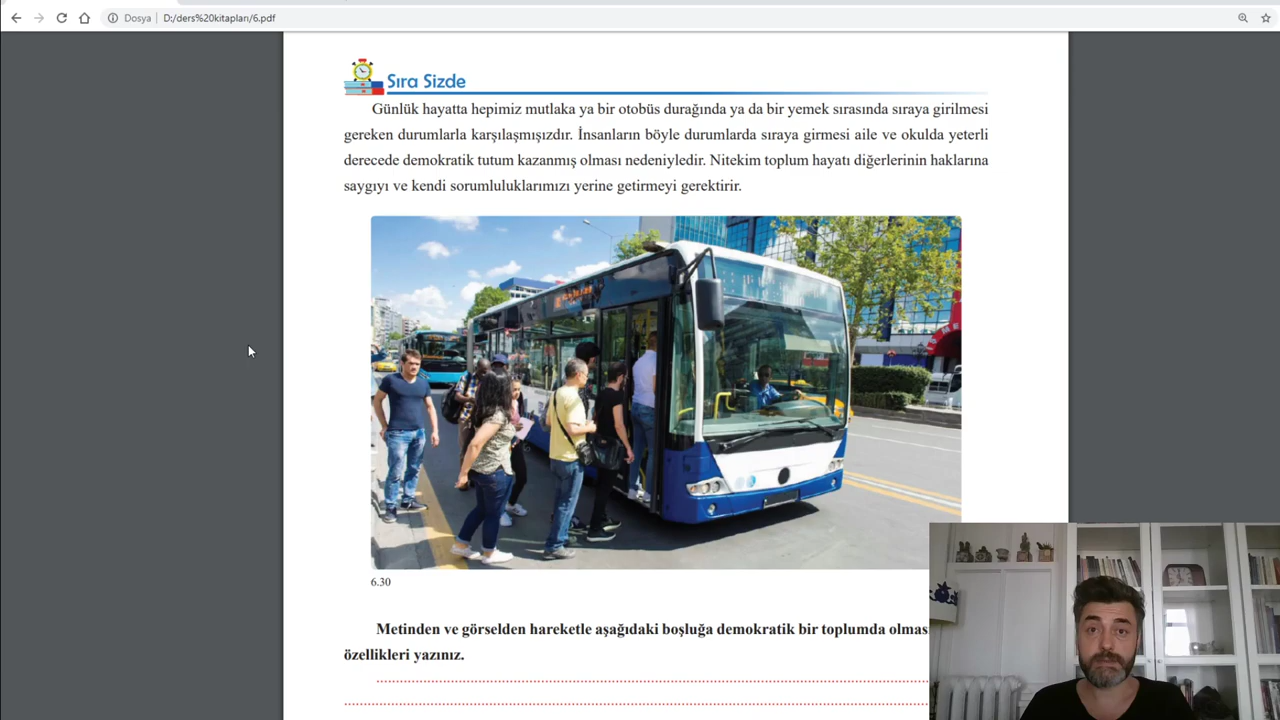 Dosya D:/ders%20kitapları/6.pdf
Sıra Sizde
Günlük hayatta hepimiz mutlaka ya bir otobüs durağında ya da bir yemek sırasında sıraya girilmesi
gereken durumlarla karşılaşmışızdır. İnsanların böyle durumlarda sıraya girmesi aile ve okulda yeterli
derecede demokratik tutum kazanmış olması nedeniyledir. Nitekim toplum hayatı diğerlerinin haklarına
saygıyı ve kendi sorumluluklarımızı yerine getirmeyi gerektirir.
6.30
Metinden ve görselden hareketle aşağıdaki boşluğa demokratik bir toplumda olmas
özellikleri yazınız.